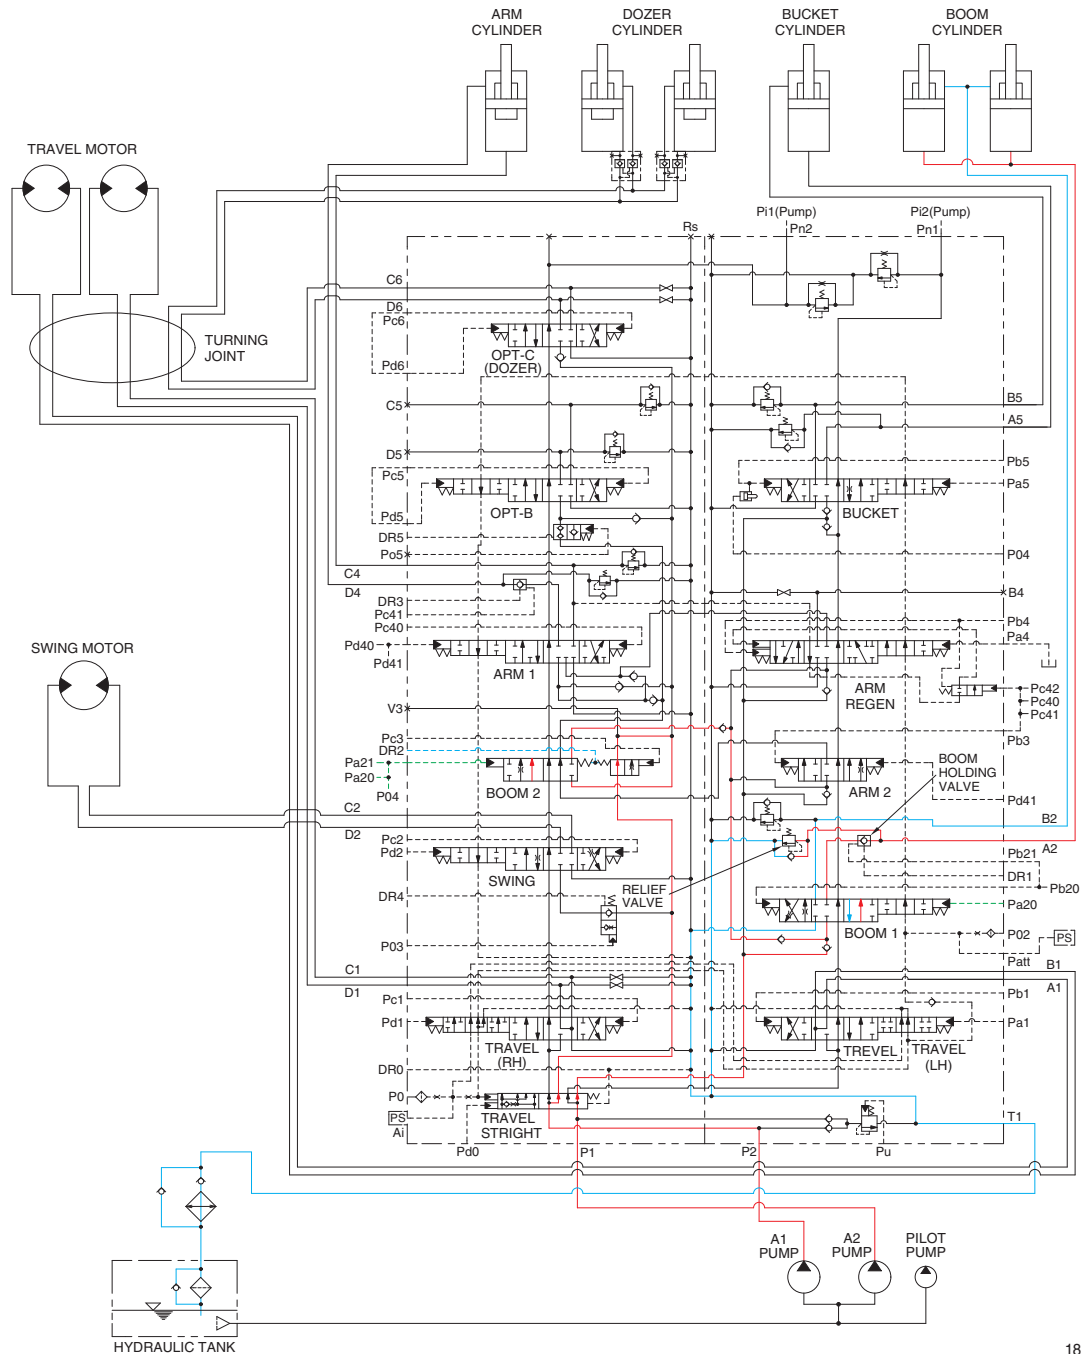 ARM
CYLINDER
DOZER
CYLINDER
BUCKET
CYLINDER
BOOM
CYLINDER
TRAVEL MOTOR
Pi1(Pump)
Pn2
Pi2(Pump)
Pn1
Rs
C6
D6
Pc6
TURNING
JOINT
OPT-C
(DOZER)
Pd6
C5
B5
A5
D5
Pc5
Pb5
Pa5
Pd5
OPT-B
BUCKET
DR5
Po5
P04
C4
D4
B4
DR3
Pc41
Pc40
Pb4
Pa4
Pd40
Pd41
SWING MOTOR
ARM 1
ARM
REGEN
Pc42
Pc40
Pc41
V3
Pc3
DR2
Pb3
Pa21
Pa20
P04
BOOM 2
ARM 2
BOOM
HOLDING
VALVE
Pd41
C2
B2
D2
Pc2
Pd2
A2
Pb21
DR1
SWING
RELIEF
VALVE
Pb20
DR4
Pa20
BOOM 1
P03
P02
PS
Patt
C1
D1
B1
A1
Pc1
Pb1
Pd1
Pa1
TRAVEL
(RH)
TREVEL
TRAVEL
(LH)
DR0
P0
PS
Ai
TRAVEL
STRIGHT
T1
Pd0
P1
P2
Pu
A1
PUMP
A2
PUMP
PILOT
PUMP
HYDRAULIC TANK
18